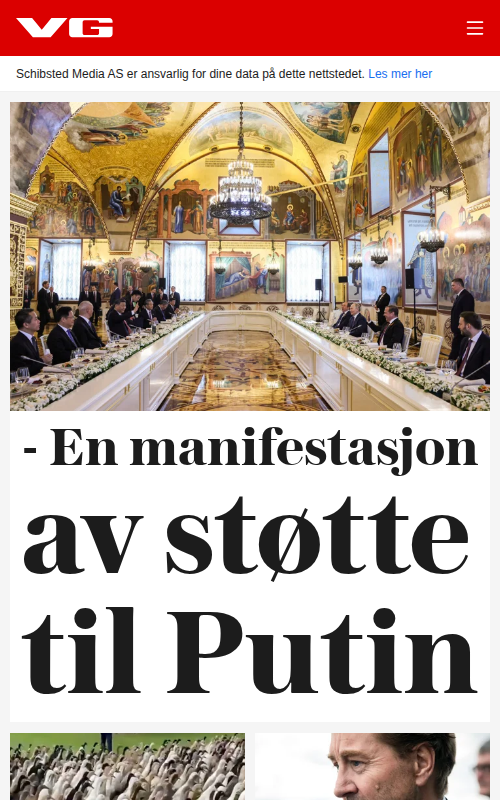 VG
Schibsted Media AS er ansvarlig for dine data på dette nettstedet. Les mer her
- En manifestasjon
av støtte
til Putin